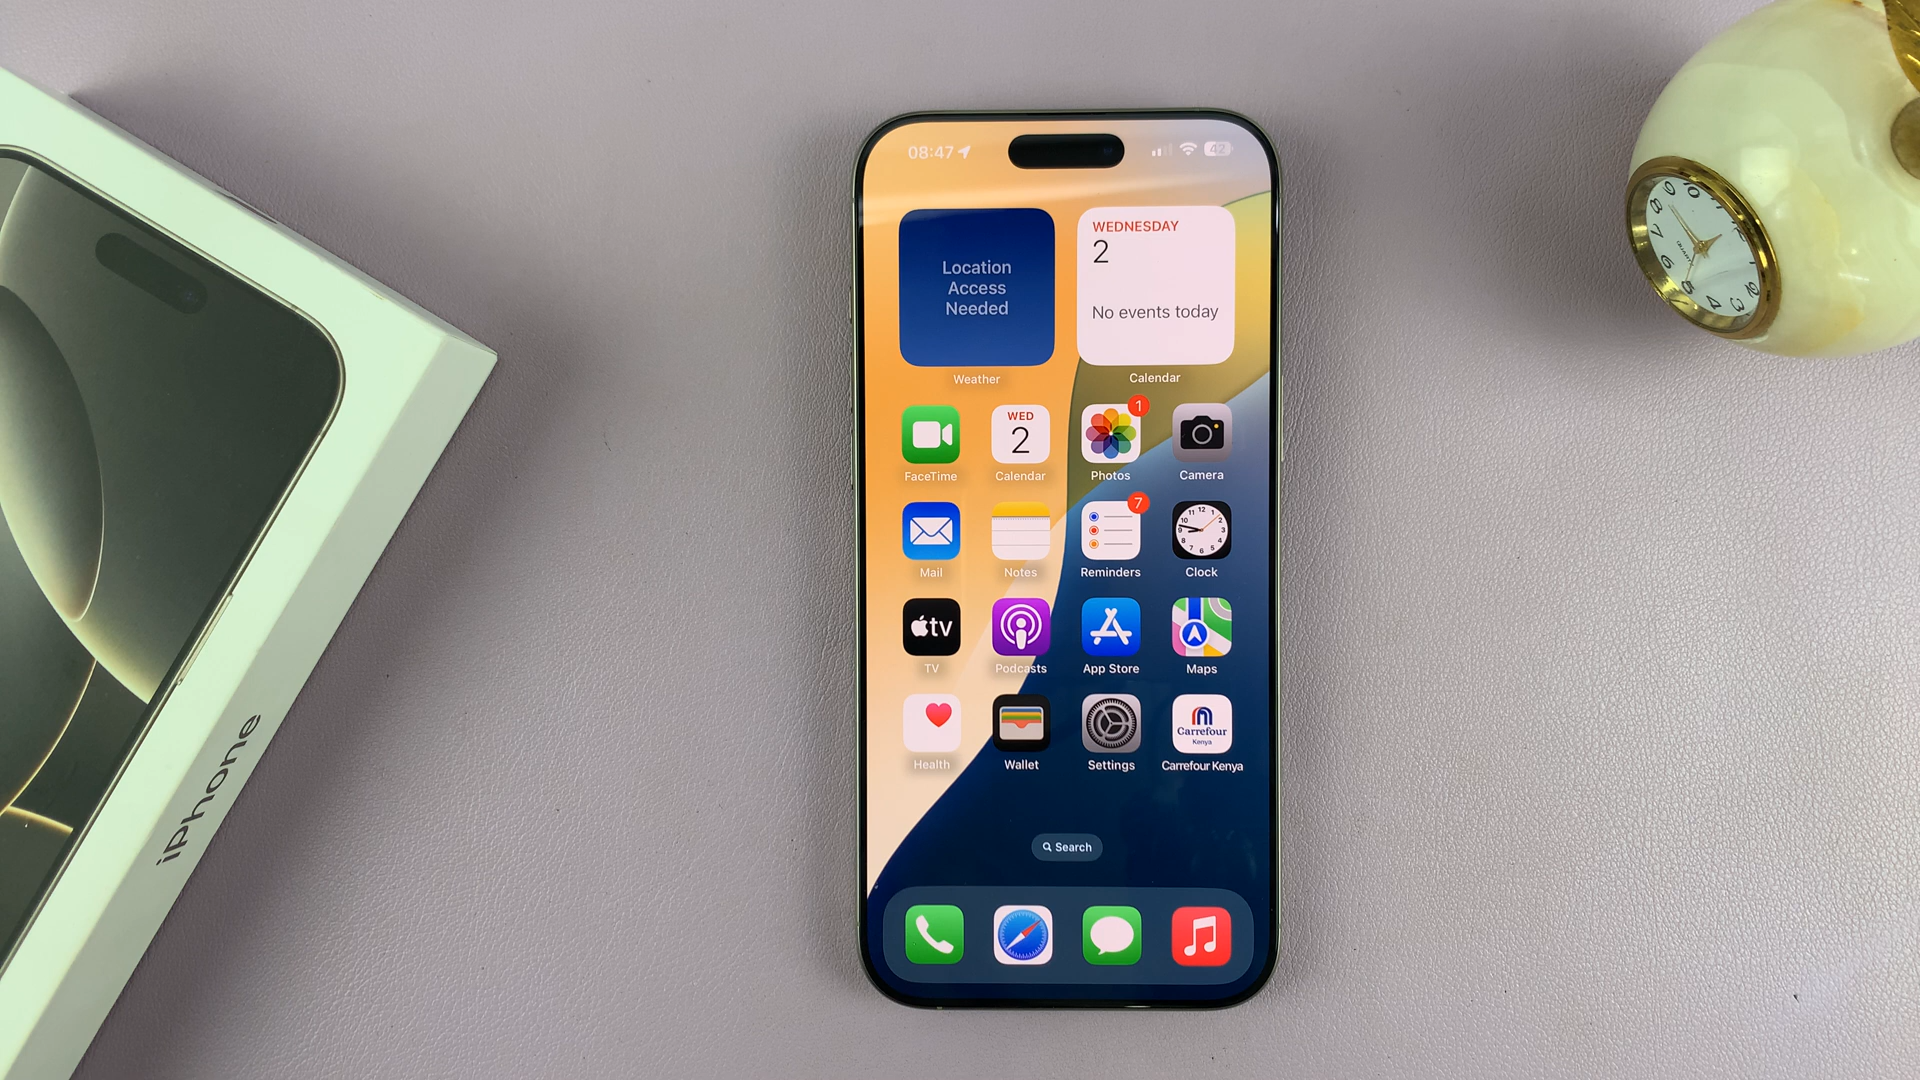 iPhone
08:47
42
Location
Access
Needed
WEDNESDAY
2
No events today
Weather
Calendar
FaceTime
WED
2
Calendar
1
Photos
Camera
Mail
Notes
7
Reminders
Clock
tv
TV
Podcasts
App Store
Maps
Health
Wallet
Settings
Carrefour
Kenya
Carrefour Kenya
Search